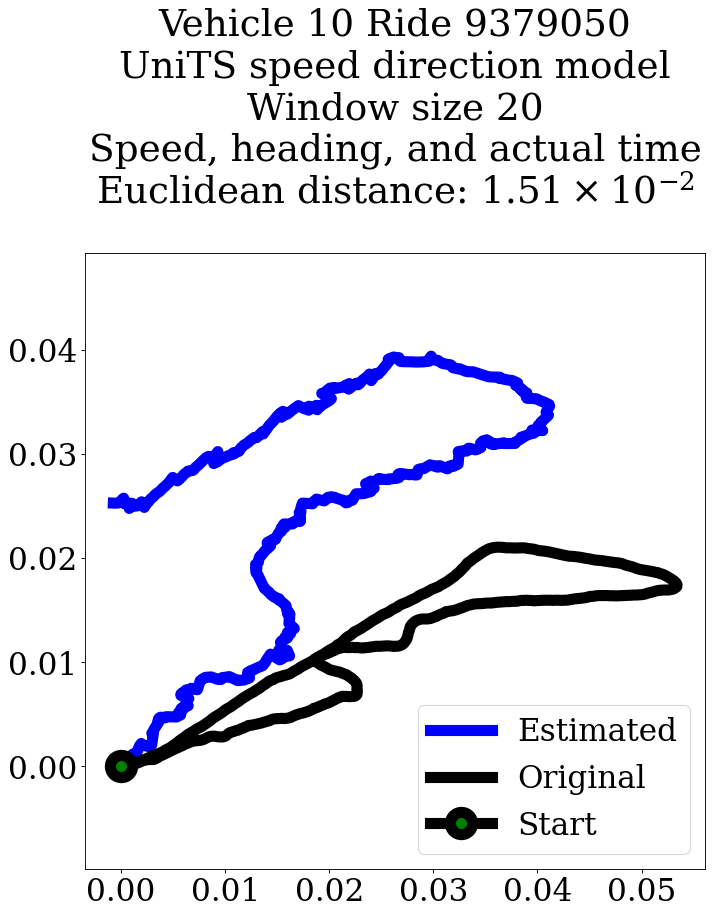 Vehicle 10 Ride 9379050
UniTS speed direction model
Window size 20
Speed, heading, and actual time
Euclidean distance: 1.51 × 10⁻²
0.04
0.03
0.02
0.01
0.00
Estimated
Original
Start
0.00 0.01 0.02 0.03 0.04 0.05